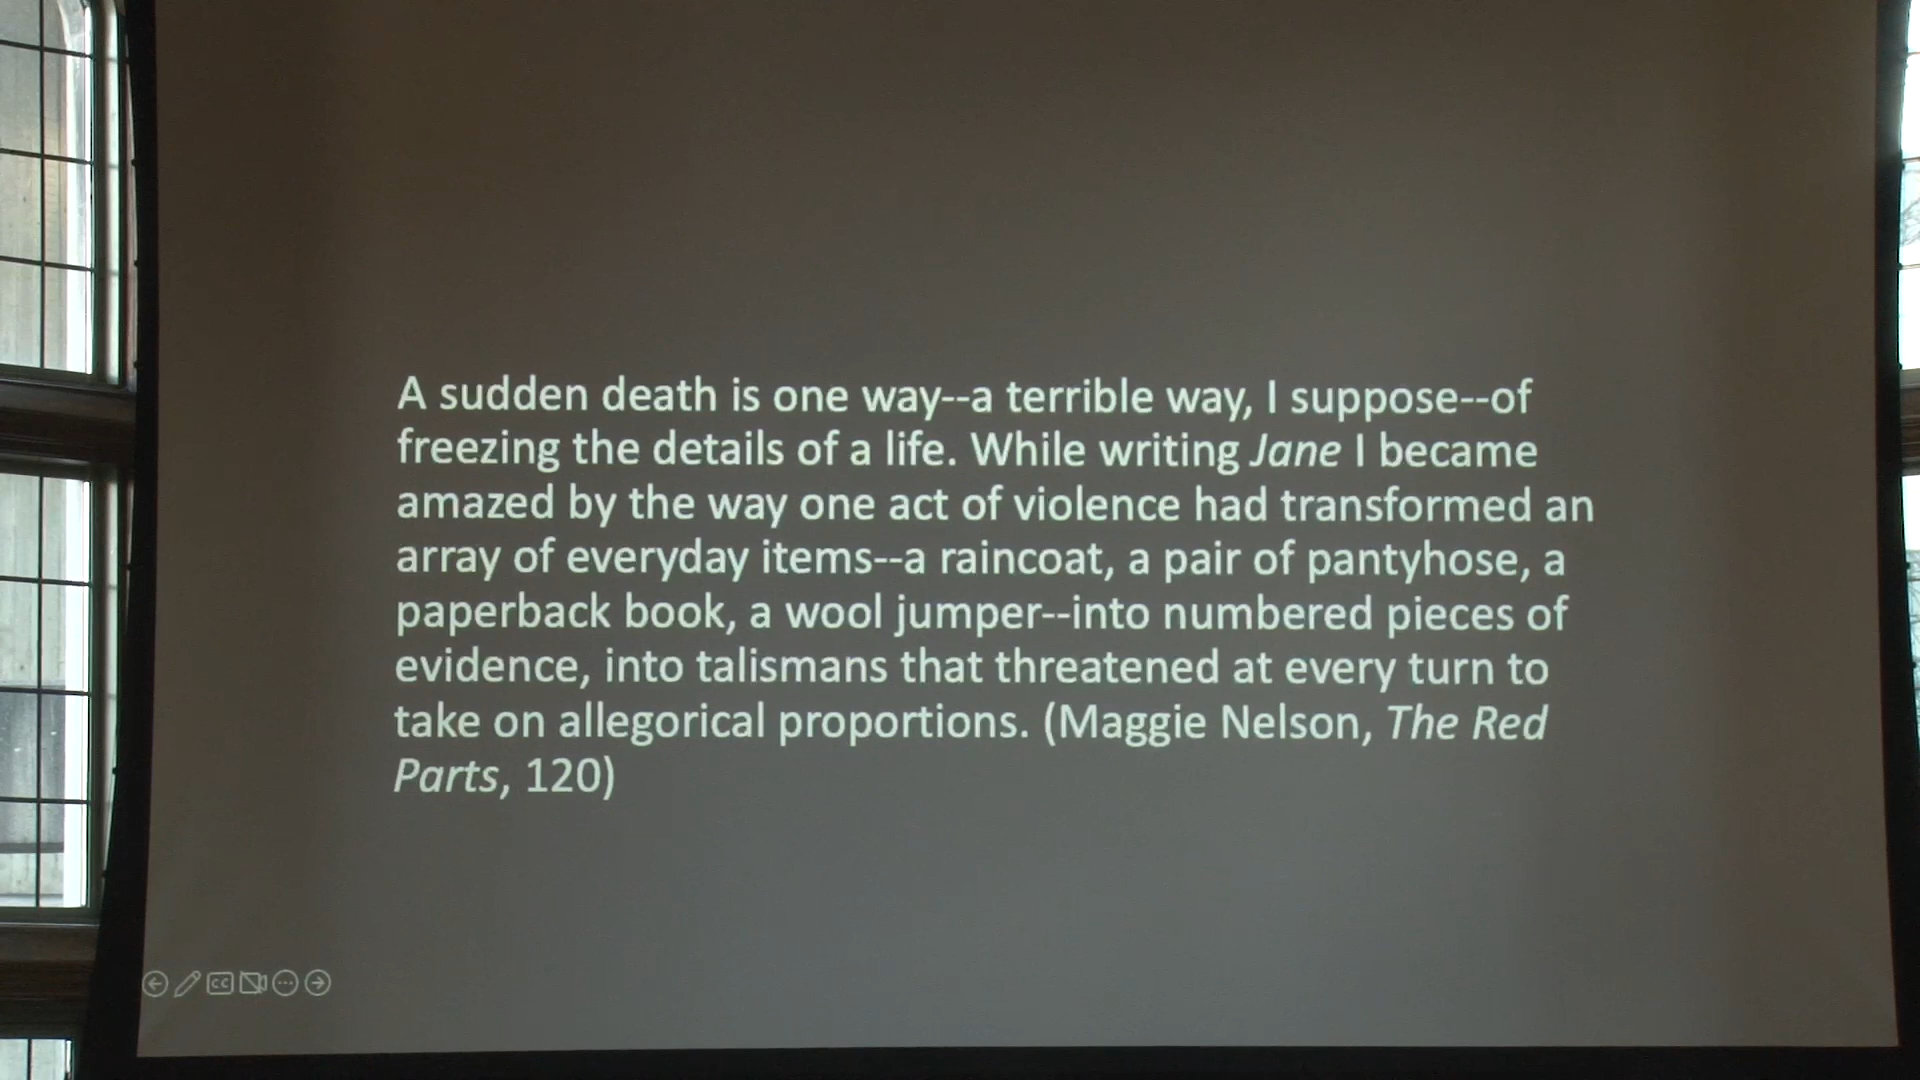 A sudden death is one way--a terrible way, I suppose--of
freezing the details of a life. While writing Jane I became
amazed by the way one act of violence had transformed an
array of everyday items--a raincoat, a pair of pantyhose, a
paperback book, a wool jumper--into numbered pieces of
evidence, into talismans that threatened at every turn to
take on allegorical proportions. (Maggie Nelson, The Red
Parts, 120)
CC